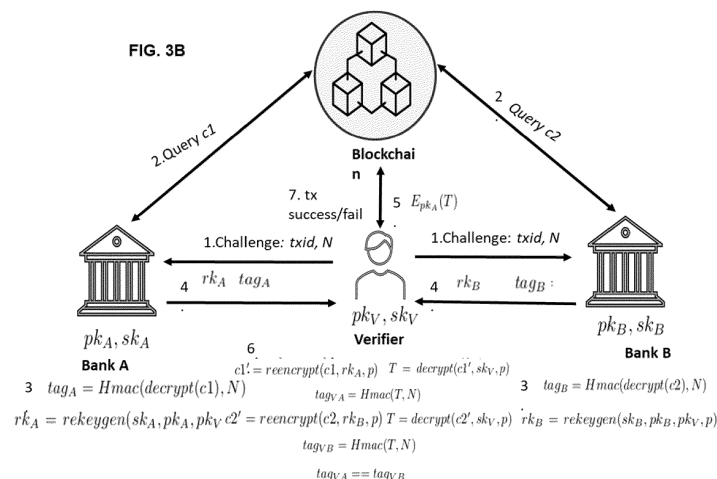 FIG. 3B
2.Query c1
2
. Query c2
Blockchai
n
7. tx
success/fail
5 E_{pk_A}(T)
.
1.Challenge: txid, N
1.Challenge: txid, N
4 rk_A tag_A
4 rk_B tag_B :
.
pk_A, sk_A
Bank A
pk_V, sk_V
Verifier
pk_B, sk_B
Bank B
6
c1' = reencrypt(c1, rk_A, p) T = decrypt(c1', sk_V, p)
3 tag_A = Hmac(decrypt(c1), N)
tag_{VA} = Hmac(T, N)
3 tag_B = Hmac(decrypt(c2), N)
rk_A = rekeygen(sk_A, pk_A, pk_V
c2' = reencrypt(c2, rk_B, p) T = decrypt(c2', sk_V, p)
rk_B = rekeygen(sk_B, pk_B, pk_V, p)
tag_{VB} = Hmac(T, N)
tag_{VA} == tag_{VB}